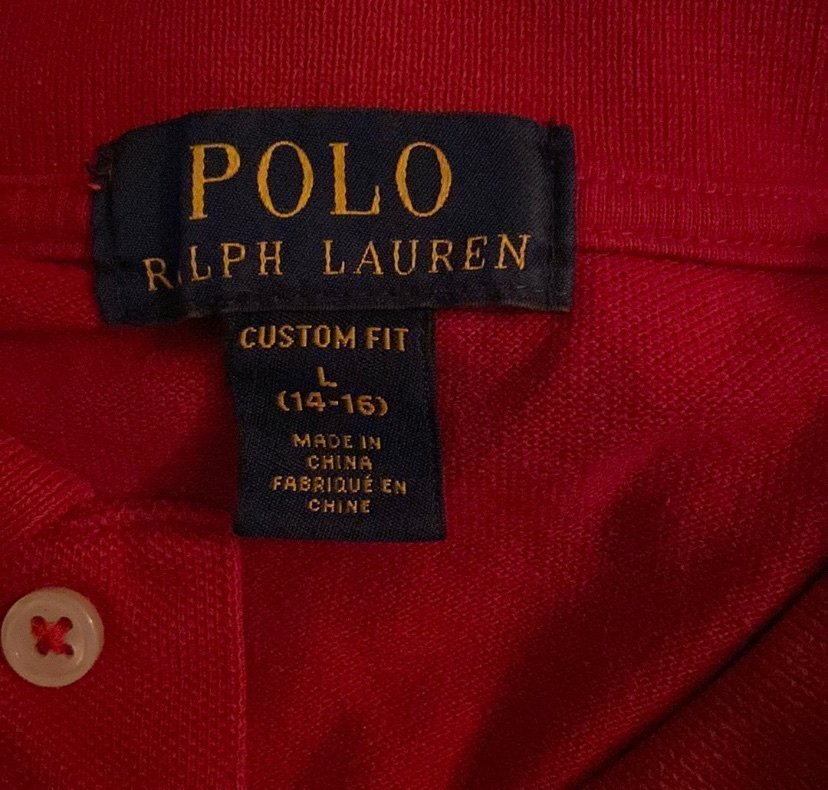 POLO
RALPH LAUREN
CUSTOM FIT
L
(14-16)
MADE IN
CHINA
FABRIQUÉ EN
CHINE